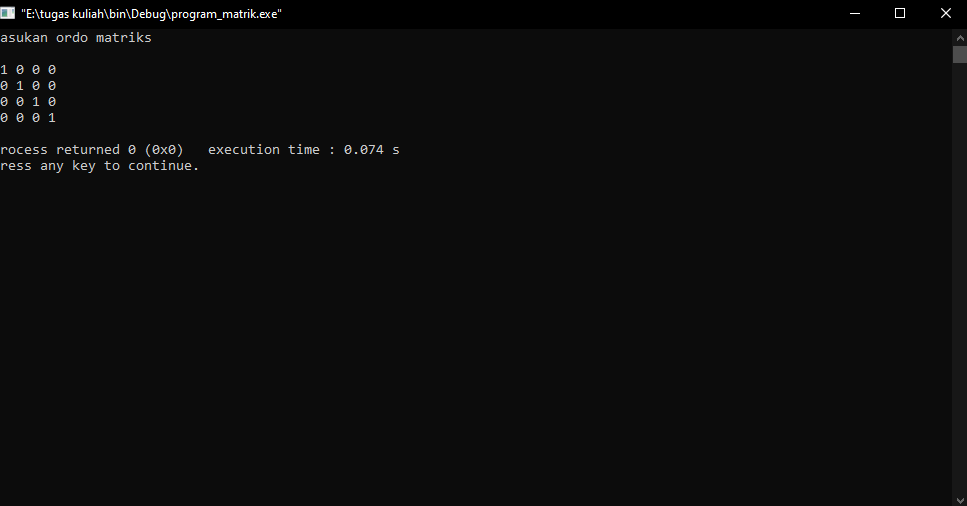 "E:\tugas kuliah\bin\Debug\program_matrik.exe"
asukan ordo matriks
1 0 0 0
0 1 0 0
0 0 1 0
0 0 0 1
rocess returned 0 (0x0)   execution time : 0.074 s
ress any key to continue.